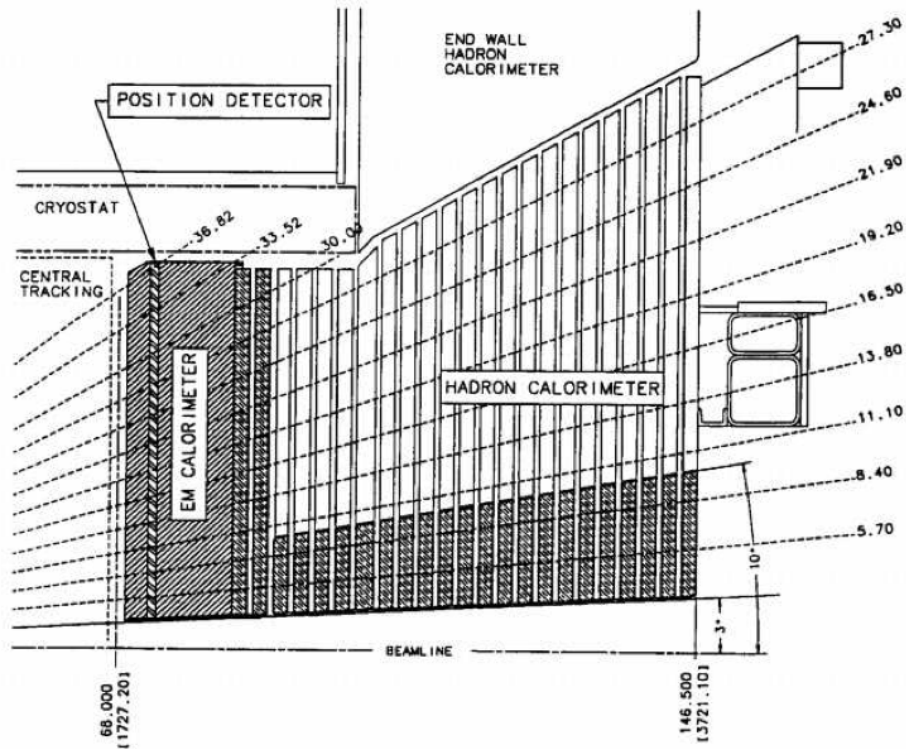 END WALL
HADRON
CALORIMETER
27.30
POSITION DETECTOR
24.60
21.90
CRYOSTAT
36.82
33.52
30.00
19.20
CENTRAL
TRACKING
16.50
EM CALORIMETER
HADRON CALORIMETER
13.80
11.10
8.40
5.70
10°
3°
BEAMLINE
68.000
[1727.20]
146.500
[3721.10]